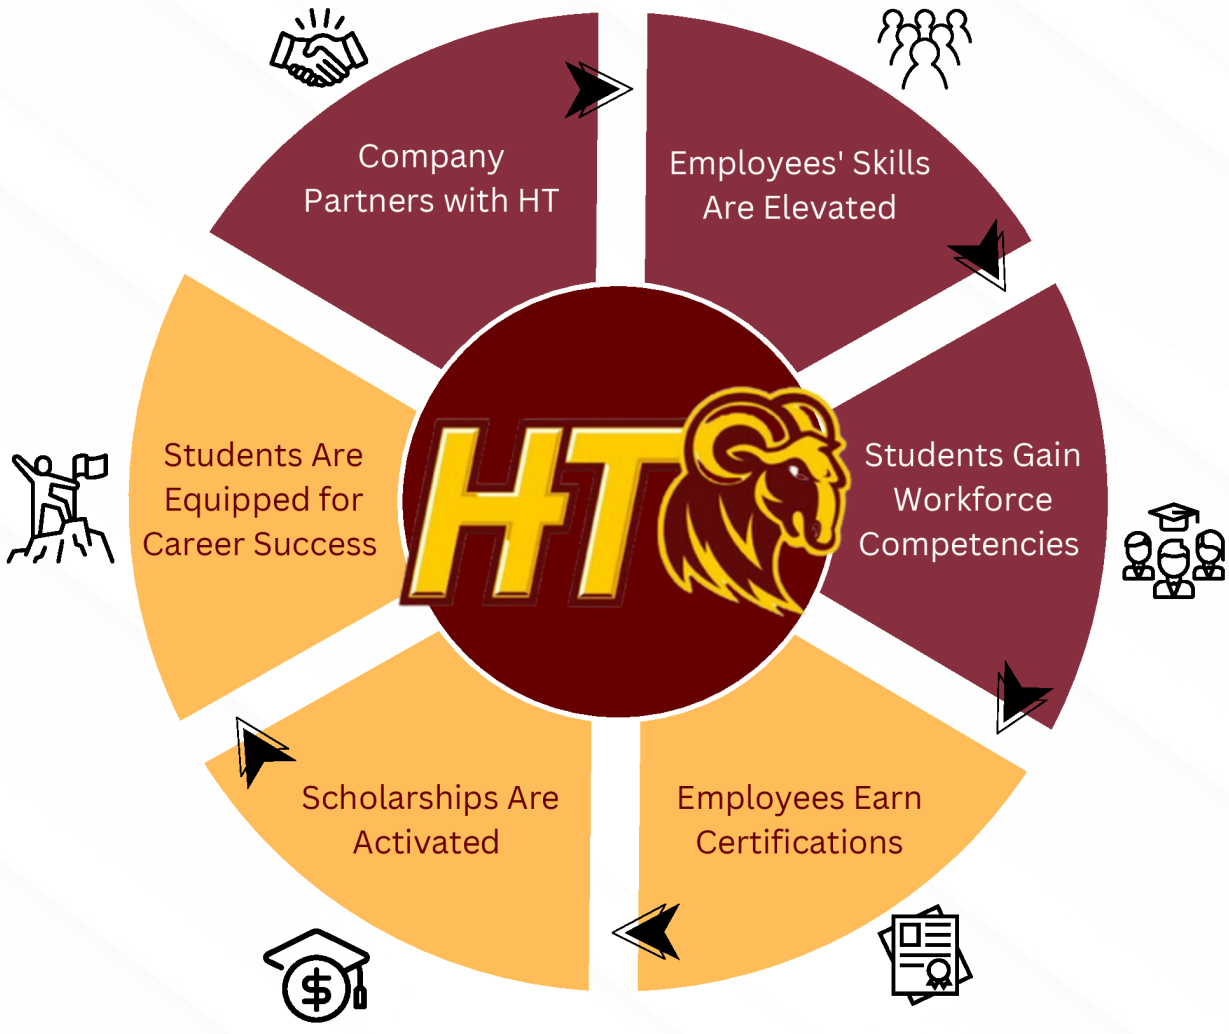 Company
Partners with HT
Employees' Skills
Are Elevated
Students Gain
Workforce
Competencies
Employees Earn
Certifications
Scholarships Are
Activated
Students Are
Equipped for
Career Success
HT
$